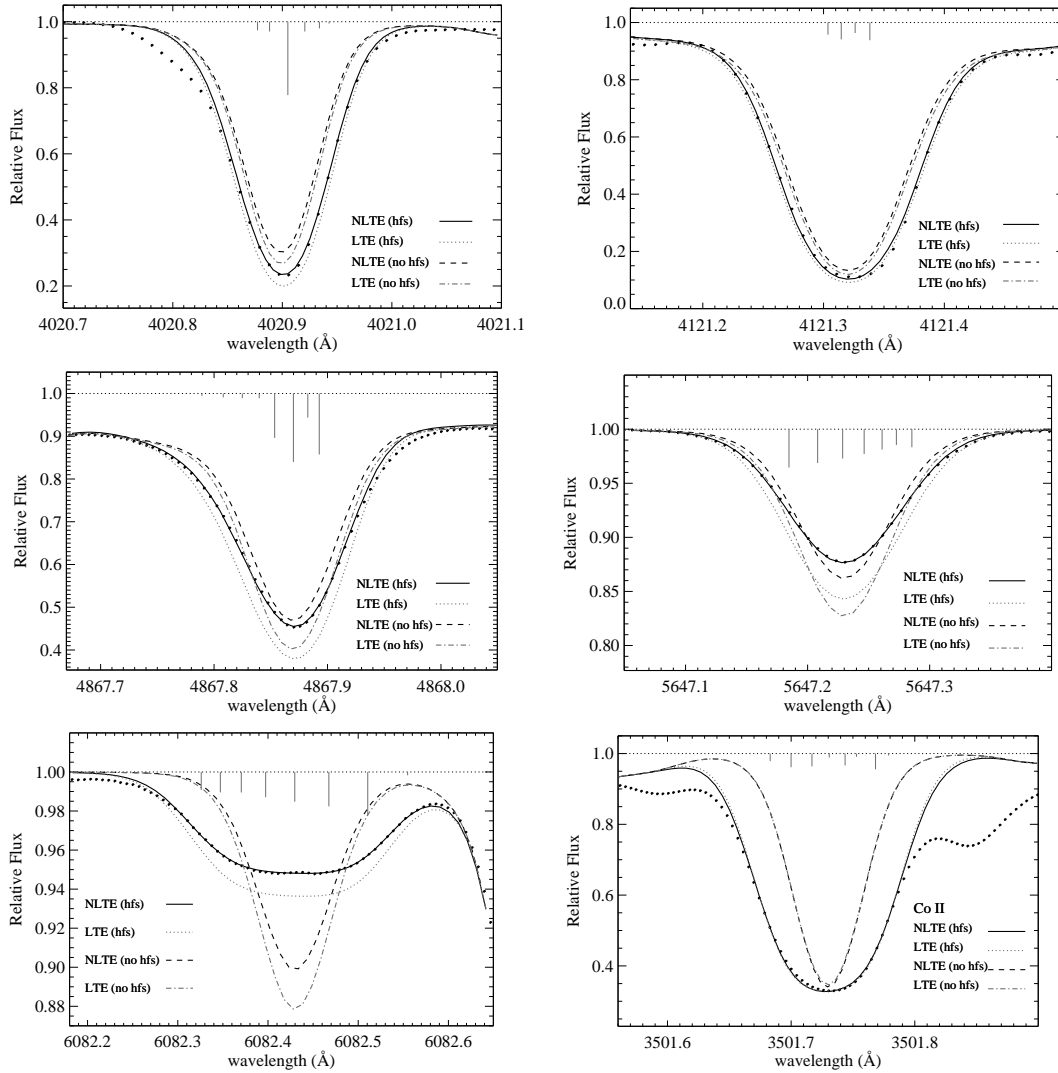 1.0
0.8
0.6
0.4
0.2
Relative Flux
NLTE (hfs)
LTE (hfs)
NLTE (no hfs)
LTE (no hfs)
4020.7 4020.8 4020.9 4021.0 4021.1
wavelength (Å)
1.0
0.8
0.6
0.4
0.2
0.0
Relative Flux
NLTE (hfs)
LTE (hfs)
NLTE (no hfs)
LTE (no hfs)
4121.2 4121.3 4121.4
wavelength (Å)
1.0
0.9
0.8
0.7
0.6
0.5
0.4
Relative Flux
NLTE (hfs)
LTE (hfs)
NLTE (no hfs)
LTE (no hfs)
4867.7 4867.8 4867.9 4868.0
wavelength (Å)
1.00
0.95
0.90
0.85
0.80
Relative Flux
NLTE (hfs)
LTE (hfs)
NLTE (no hfs)
LTE (no hfs)
5647.1 5647.2 5647.3
wavelength (Å)
1.00
0.98
0.96
0.94
0.92
0.90
0.88
Relative Flux
NLTE (hfs)
LTE (hfs)
NLTE (no hfs)
LTE (no hfs)
6082.2 6082.3 6082.4 6082.5 6082.6
wavelength (Å)
1.0
0.8
0.6
0.4
Relative Flux
Co II
NLTE (hfs)
LTE (hfs)
NLTE (no hfs)
LTE (no hfs)
3501.6 3501.7 3501.8
wavelength (Å)